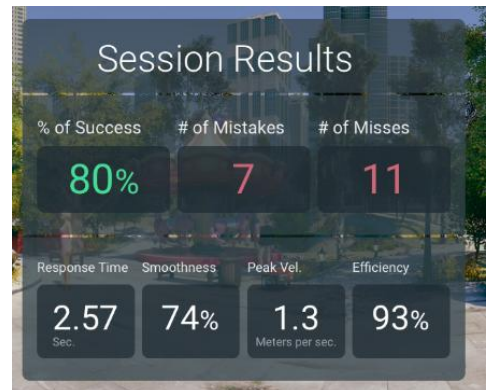 Session Results
% of Success # of Mistakes # of Misses
80% 7 11
Response Time Smoothness Peak Vel. Efficiency
2.57 74% 1.3 93%
Sec. Meters per sec.